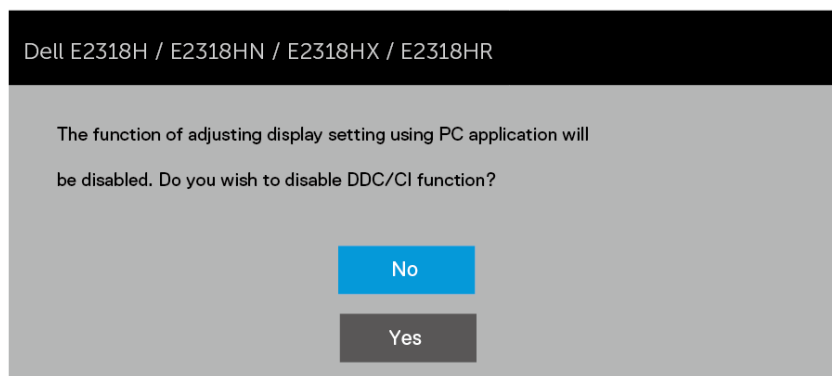 Dell E2318H / E2318HN / E2318HX / E2318HR
The function of adjusting display setting using PC application will
be disabled. Do you wish to disable DDC/CI function?
No
Yes